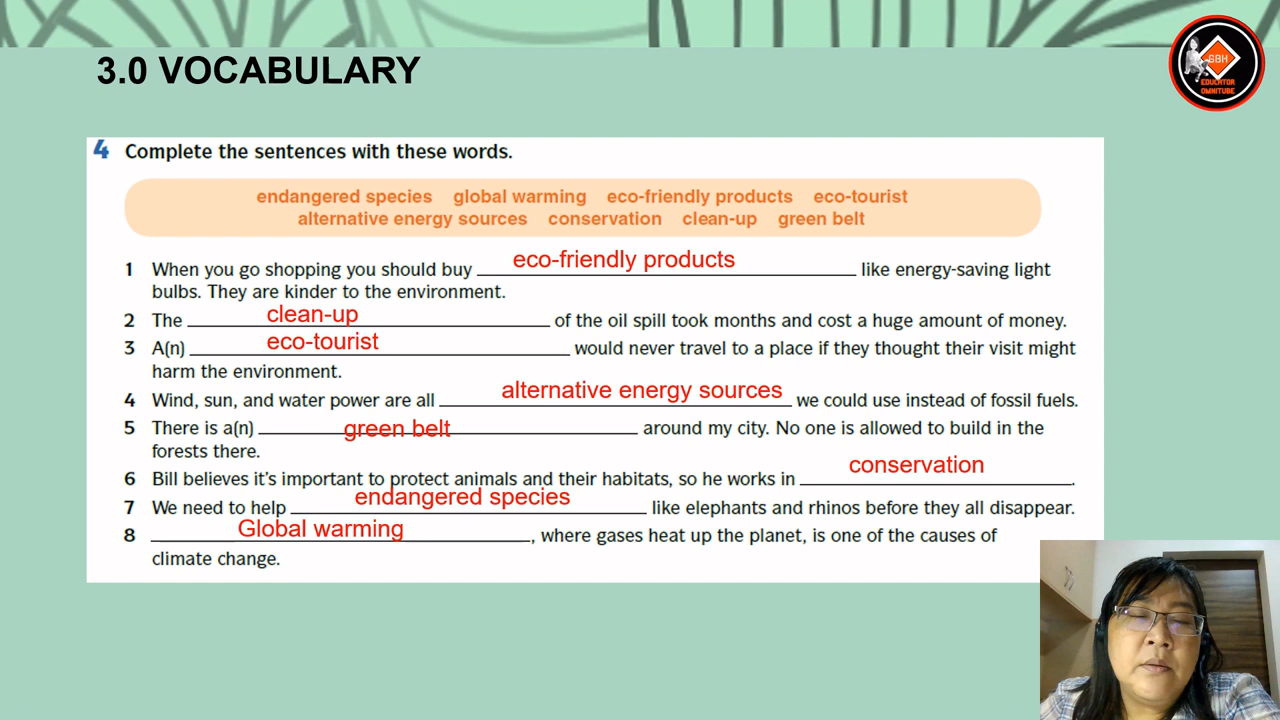 3.0 VOCABULARY
GBH
EDUCATOR
OMNITUBE
4 Complete the sentences with these words.
endangered species global warming eco-friendly products eco-tourist
alternative energy sources conservation clean-up green belt
1 When you go shopping you should buy eco-friendly products like energy-saving light
bulbs. They are kinder to the environment.
2 The clean-up of the oil spill took months and cost a huge amount of money.
3 A(n) eco-tourist would never travel to a place if they thought their visit might
harm the environment.
4 Wind, sun, and water power are all alternative energy sources we could use instead of fossil fuels.
5 There is a(n) green belt around my city. No one is allowed to build in the
forests there.
6 Bill believes it's important to protect animals and their habitats, so he works in conservation.
7 We need to help endangered species like elephants and rhinos before they all disappear.
8 Global warming, where gases heat up the planet, is one of the causes of
climate change.